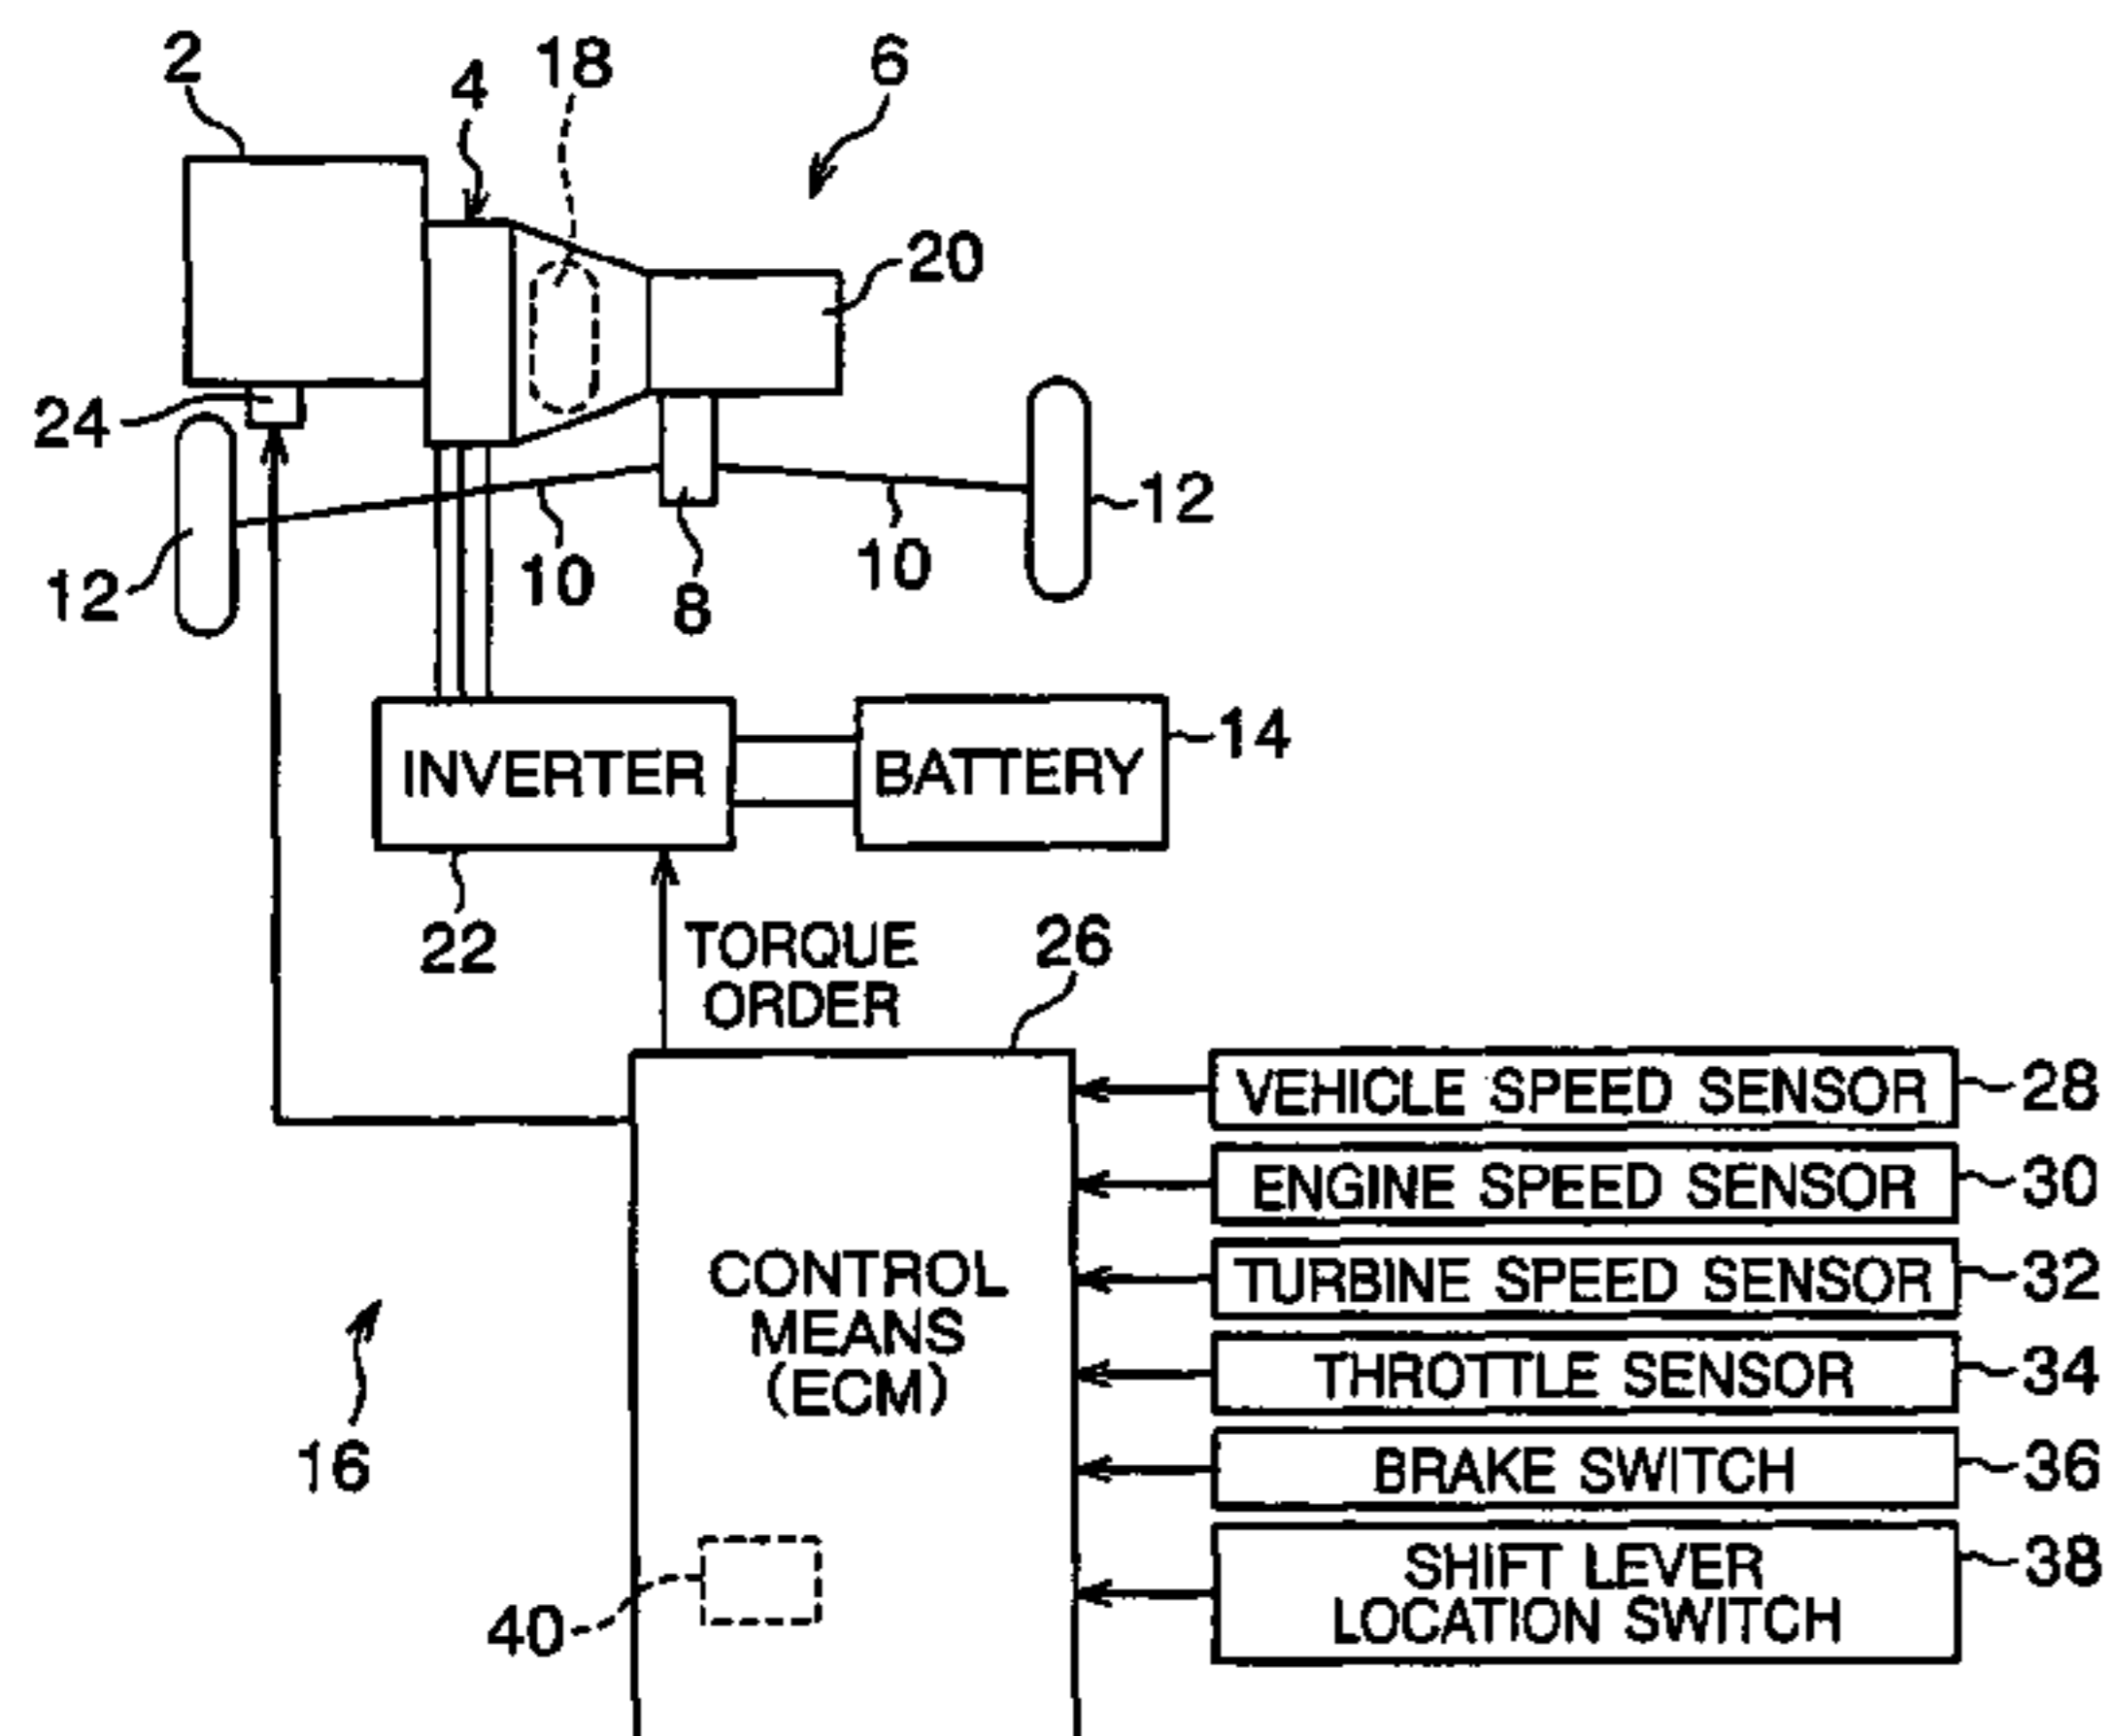 2
4
18
6
20
24
12
10
8
10
12
INVERTER
BATTERY
14
22
TORQUE
ORDER
26
VEHICLE SPEED SENSOR
28
ENGINE SPEED SENSOR
30
TURBINE SPEED SENSOR
32
CONTROL
MEANS
(ECM)
THROTTLE SENSOR
34
16
BRAKE SWITCH
36
SHIFT LEVER
LOCATION SWITCH
38
40